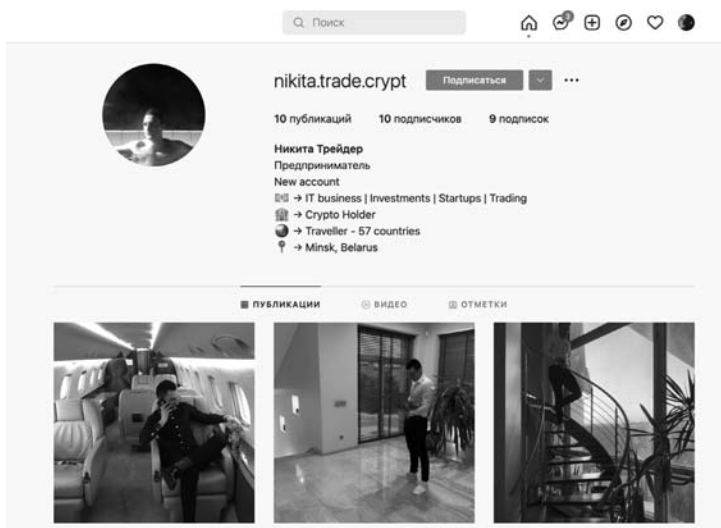 Поиск
3
nikita.trade.crypt Подписаться
10 публикаций 10 подписчиков 9 подписок
Никита Трейдер
Предприниматель
New account
→ IT business | Investments | Startups | Trading
→ Crypto Holder
→ Traveller - 57 countries
→ Minsk, Belarus
ПУБЛИКАЦИИ ВИДЕО ОТМЕТКИ